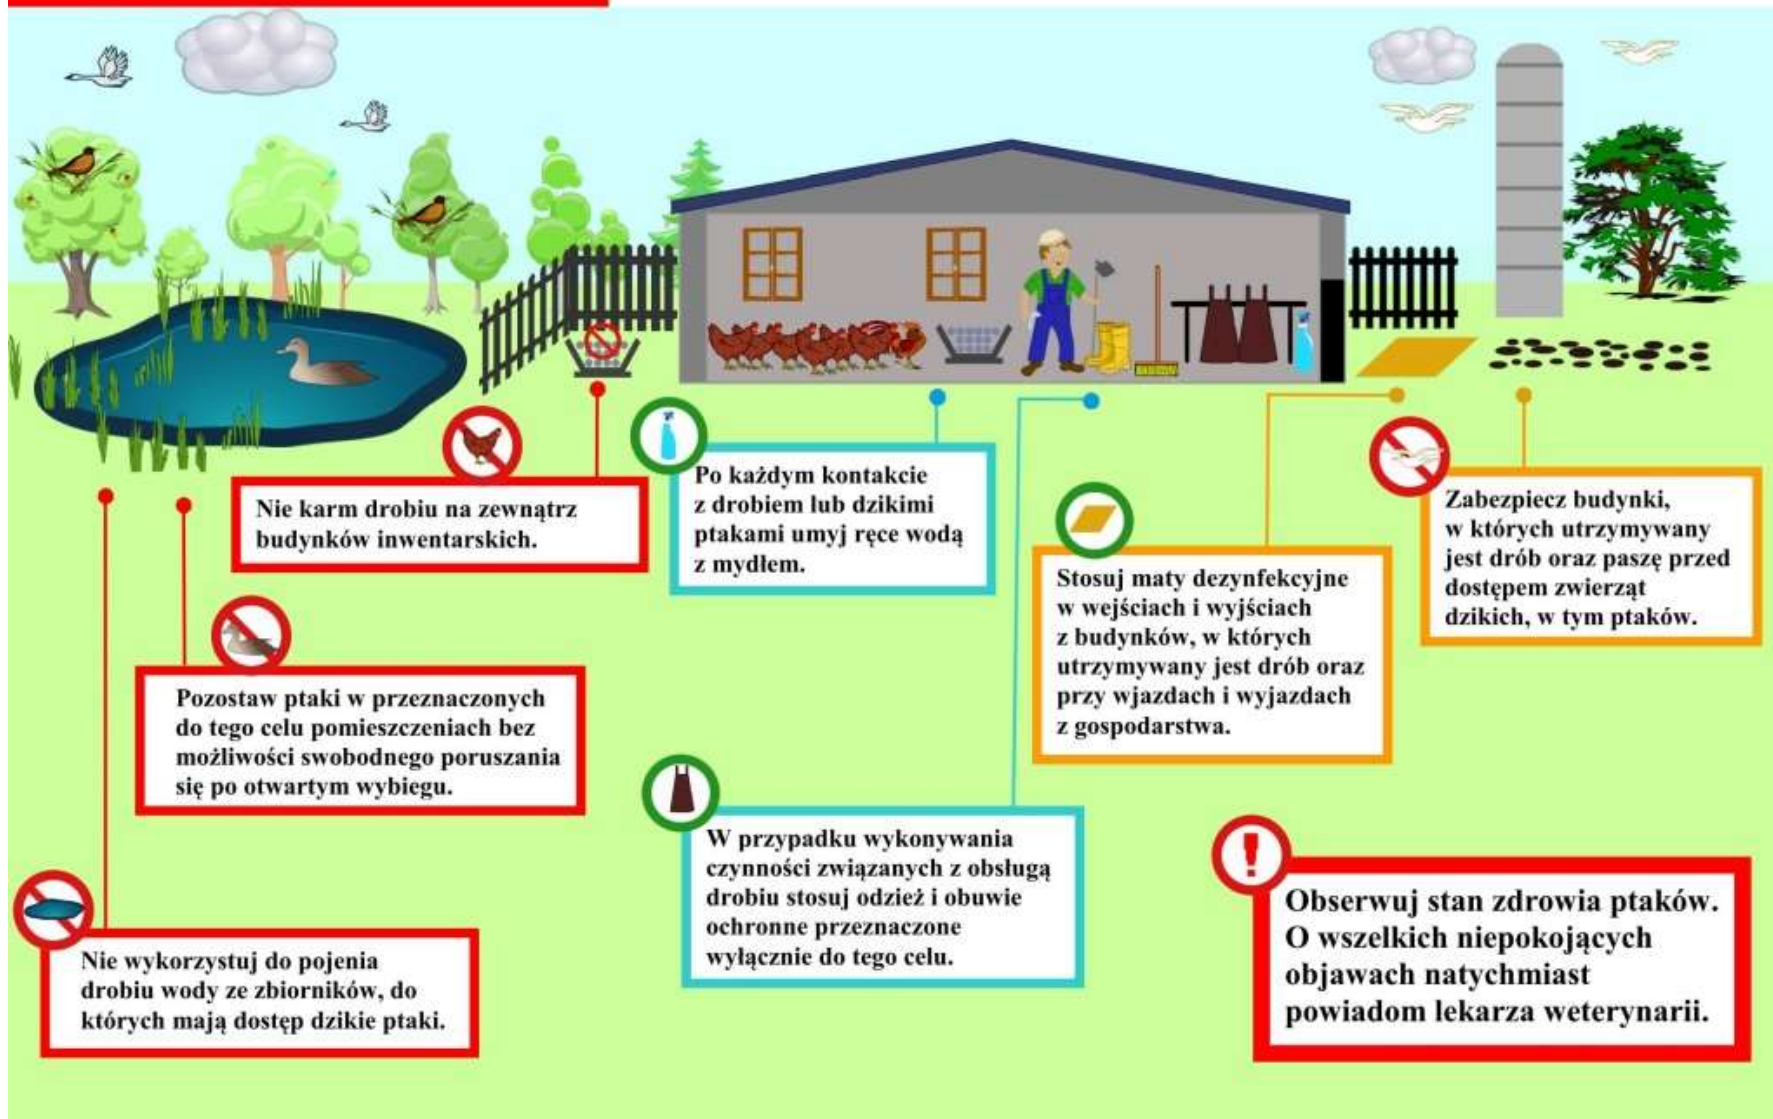 Nie karm drobiu na zewnątrz
budynków inwentarskich.
Po każdym kontakcie
z drobiem lub dzikimi
ptakami umyj ręce wodą
z mydłem.
Zabezpiecz budynki,
w których utrzymywany
jest drób oraz paszę przed
dostępem zwierząt
dzikich, w tym ptaków.
Stosuj maty dezynfekcyjne
w wejściach i wyjściach
z budynków, w których
utrzymywany jest drób oraz
przy wjazdach i wyjazdach
z gospodarstwa.
Pozostaw ptaki w przeznaczonych
do tego celu pomieszczeniach bez
możliwości swobodnego poruszania
się po otwartym wybiegu.
W przypadku wykonywania
czynności związanych z obsługą
drobiu stosuj odzież i obuwie
ochronne przeznaczone
wyłącznie do tego celu.
Nie wykorzystuj do pojenia
drobiu wody ze zbiorników, do
których mają dostęp dzikie ptaki.
Obserwuj stan zdrowia ptaków.
O wszelkich niepokojących
objawach natychmiast
powiadom lekarza weterynarii.